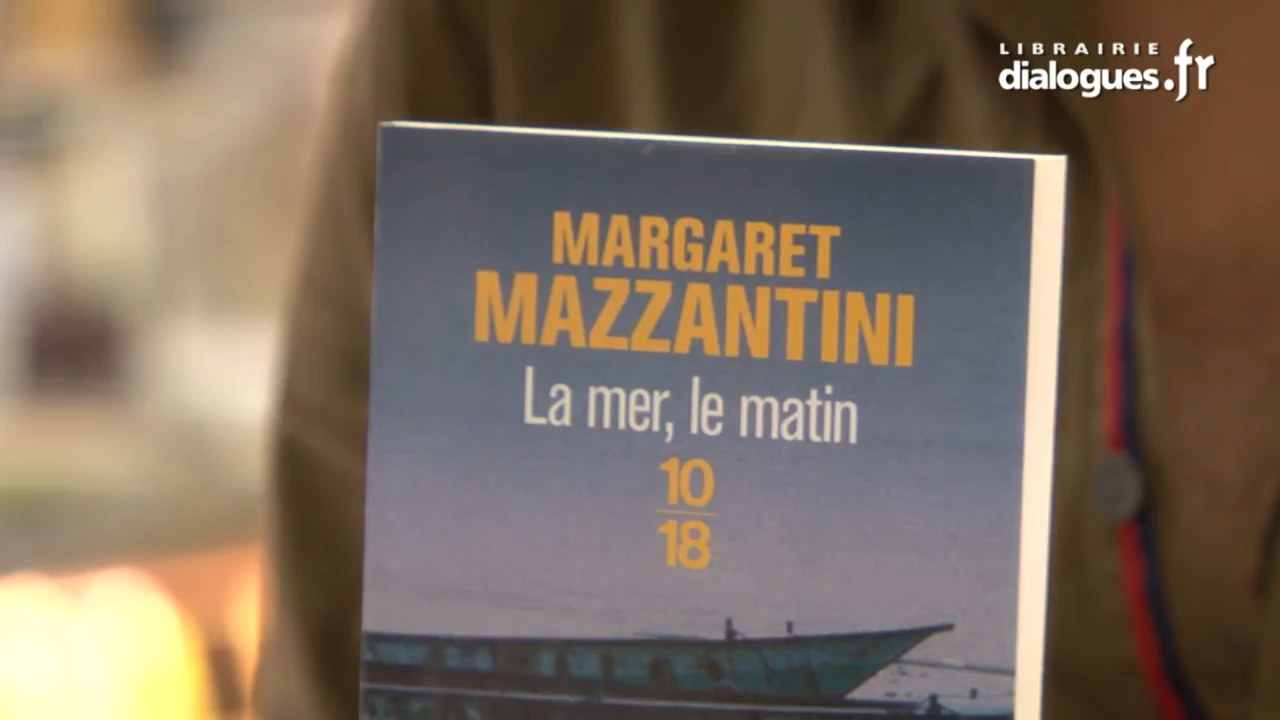 LIBRAIRIE
dialogues.fr
MARGARET
MAZZANTINI
La mer, le matin
10
18